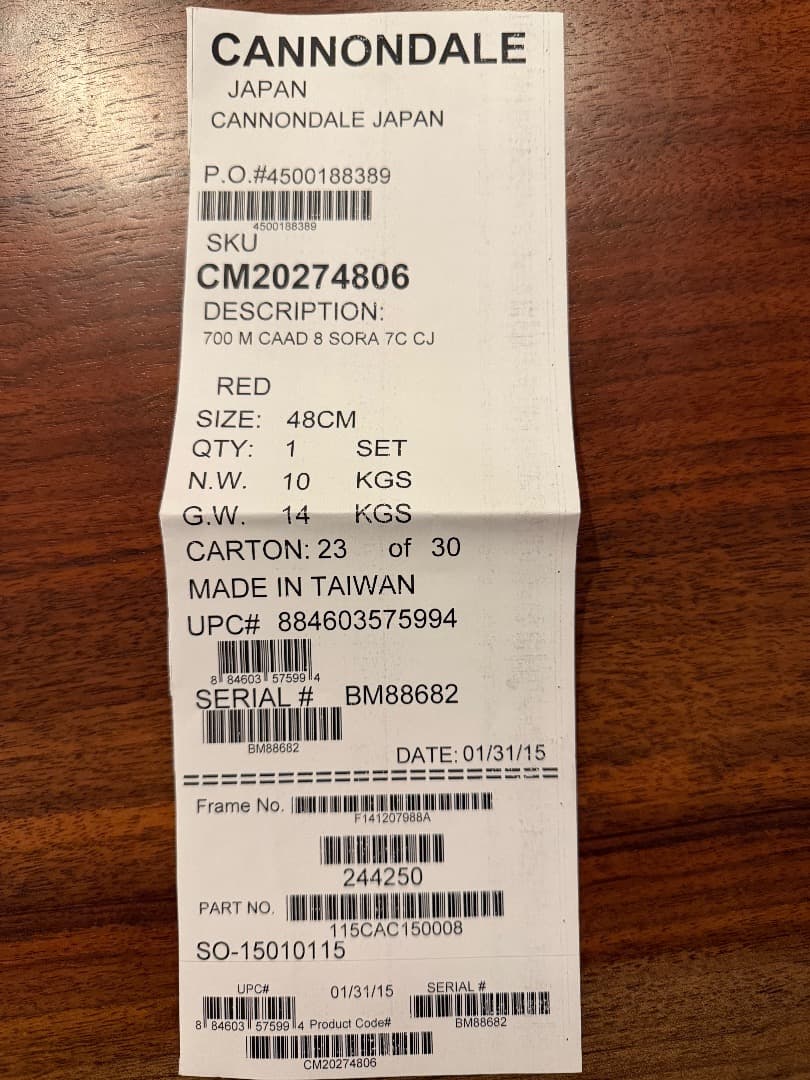 CANNONDALE
JAPAN
CANNONDALE JAPAN
P.O.#4500188389
4500188389
SKU
CM20274806
DESCRIPTION:
700 M CAAD 8 SORA 7C CJ
RED
SIZE: 48CM
QTY: 1 SET
N.W. 10 KGS
G.W. 14 KGS
CARTON: 23 of 30
MADE IN TAIWAN
UPC# 884603575994
8 84603 57599 4
SERIAL # BM88682
BM88682
DATE: 01/31/15
==============================
Frame No.
F141207988A
244250
PART NO.
115CAC150008
SO-15010115
UPC# 01/31/15 SERIAL #
8 84603 57599 4 Product Code# BM88682
CM20274806